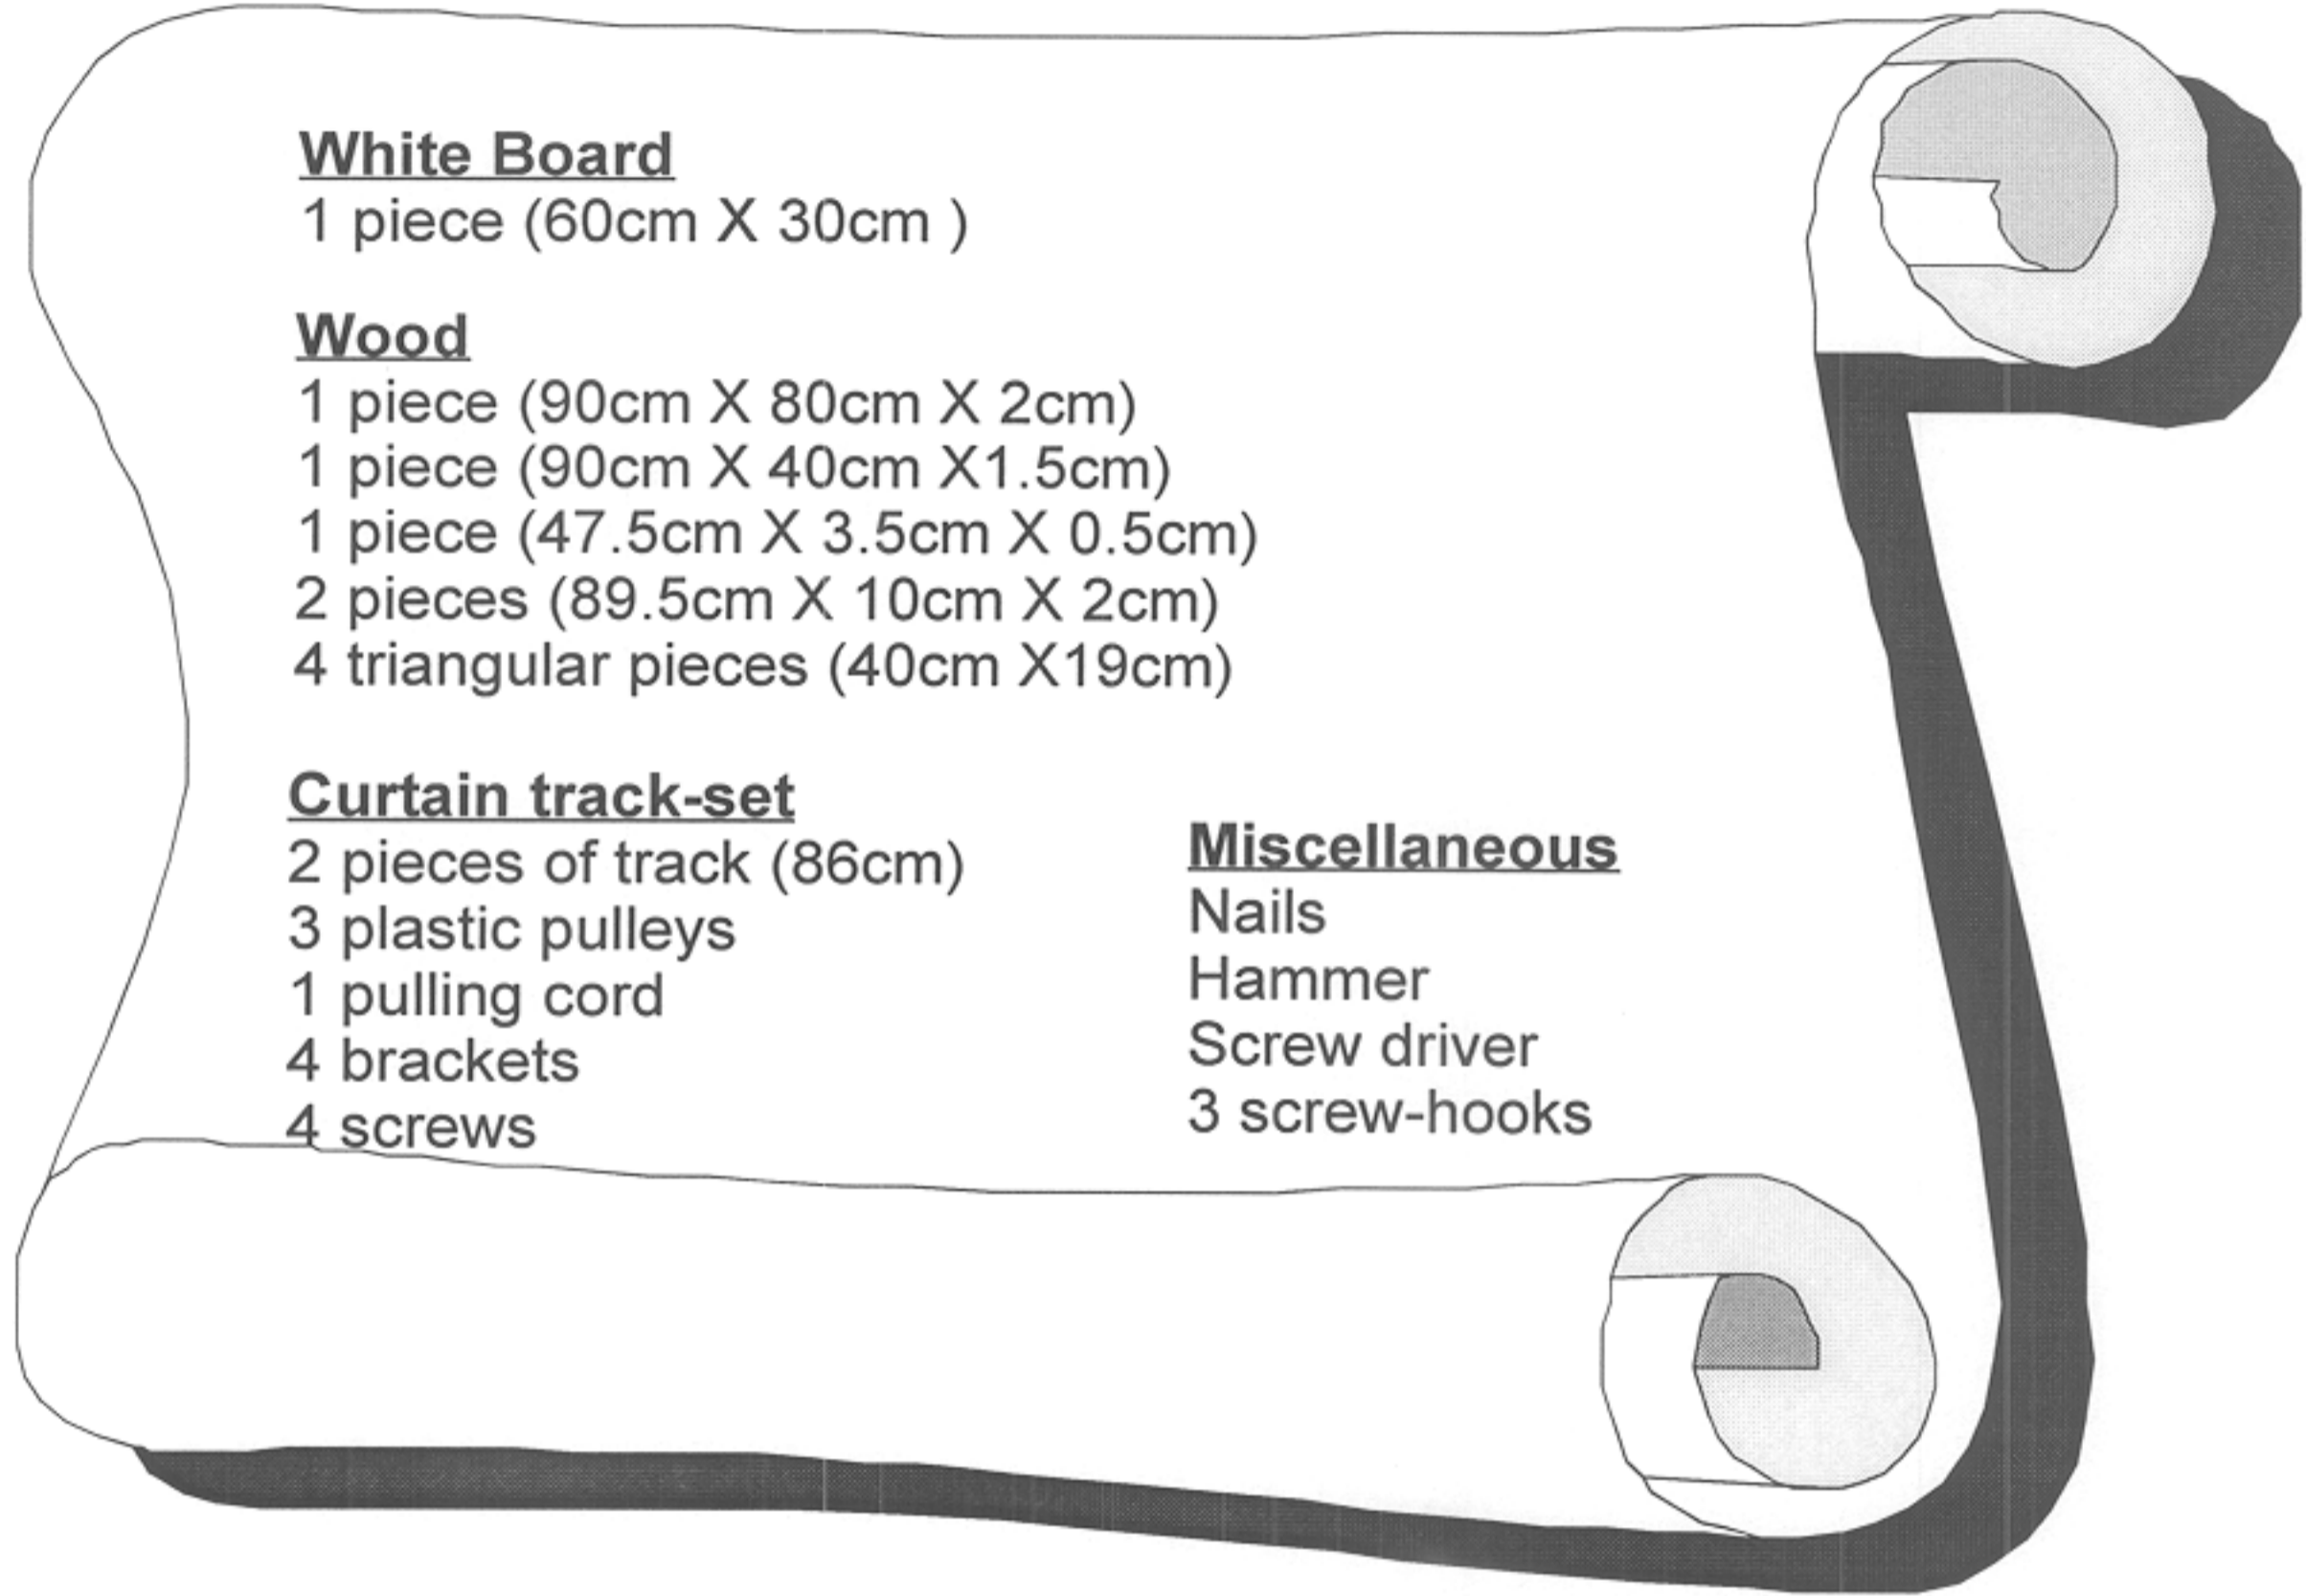 White Board
1 piece (60cm X 30cm )
Wood
1 piece (90cm X 80cm X 2cm)
1 piece (90cm X 40cm X1.5cm)
1 piece (47.5cm X 3.5cm X 0.5cm)
2 pieces (89.5cm X 10cm X 2cm)
4 triangular pieces (40cm X19cm)
Curtain track-set
2 pieces of track (86cm)
3 plastic pulleys
1 pulling cord
4 brackets
4 screws
Miscellaneous
Nails
Hammer
Screw driver
3 screw-hooks